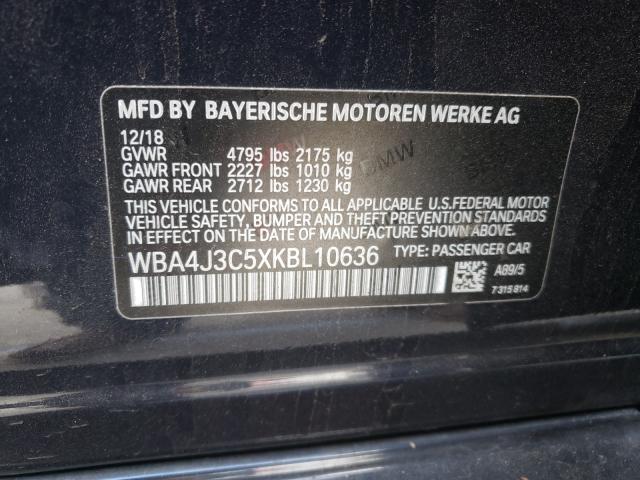 MFD BY BAYERISCHE MOTOREN WERKE AG
12/18
GVWR 4795 lbs 2175 kg
GAWR FRONT 2227 lbs 1010 kg
GAWR REAR 2712 lbs 1230 kg
THIS VEHICLE CONFORMS TO ALL APPLICABLE U.S.FEDERAL MOTOR
VEHICLE SAFETY, BUMPER AND THEFT PREVENTION STANDARDS
IN EFFECT ON THE DATE OF MANUFACTURE SHOWN ABOVE.
WBA4J3C5XKBL10636 TYPE: PASSENGER CAR
A09/5
7315814